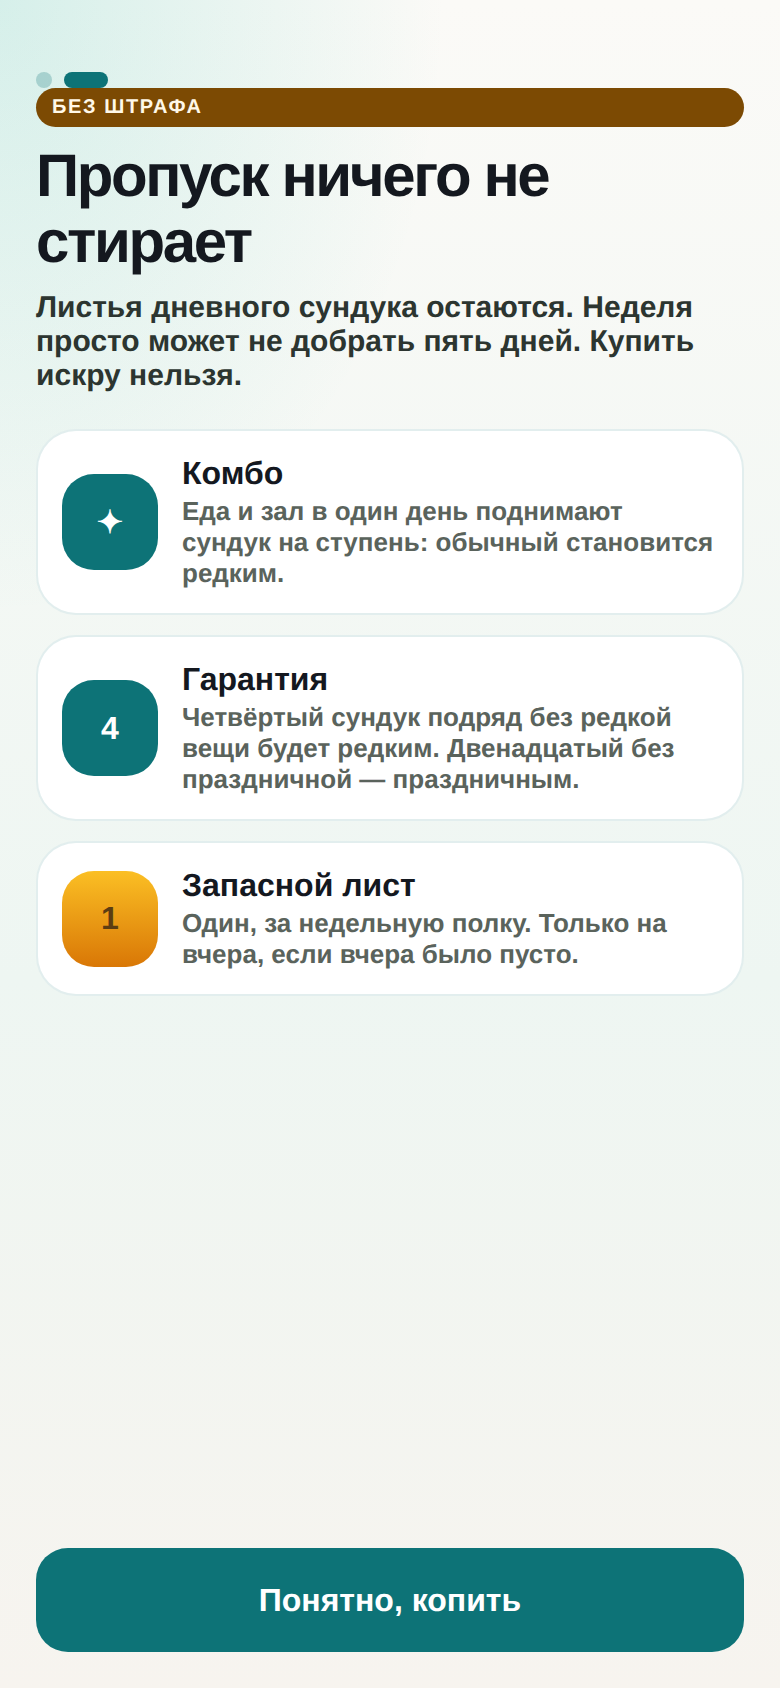 БЕЗ ШТРАФА
Пропуск ничего не
стирает
Листья дневного сундука остаются. Неделя
просто может не добрать пять дней. Купить
искру нельзя.
Комбо
Еда и зал в один день поднимают
сундук на ступень: обычный становится
редким.
4
Гарантия
Четвёртый сундук подряд без редкой
вещи будет редким. Двенадцатый без
праздничной — праздничным.
1
Запасной лист
Один, за недельную полку. Только на
вчера, если вчера было пусто.
Понятно, копить